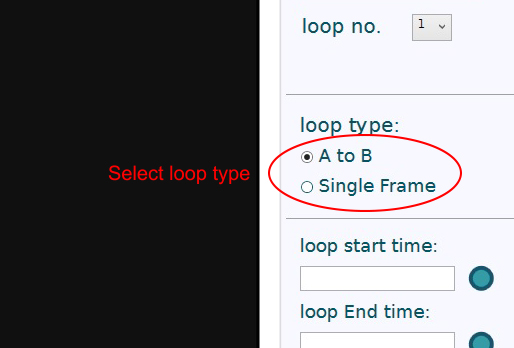 loop no. 1
loop type:
A to B
Select loop type
Single Frame
loop start time:
loop End time: